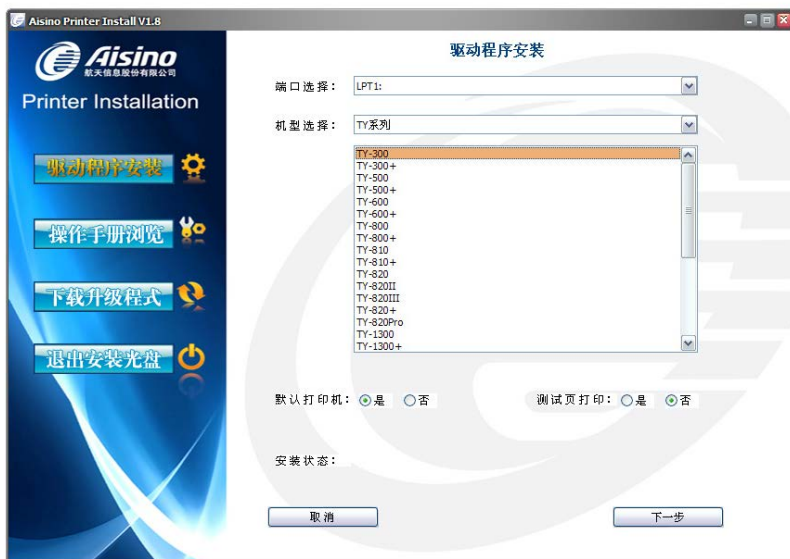 Aisino Printer Install V1.8
Aisino
航天信息股份有限公司
Printer Installation
驱动程序安装
操作手册浏览
下载升级程式
退出安装光盘
驱动程序安装
端口选择： LPT1:
机型选择： TY系列
TY-300
TY-300+
TY-500
TY-500+
TY-600
TY-600+
TY-800
TY-800+
TY-810
TY-810+
TY-820
TY-820II
TY-820III
TY-820+
TY-820Pro
TY-1300
TY-1300+
默认打印机： 是 否 测试页打印： 是 否
安装状态：
取消 下一步